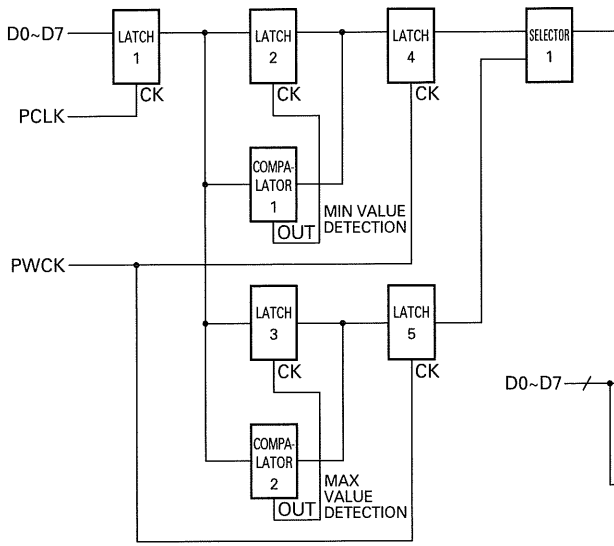 D0~D7
LATCH
1
CK
PCLK
LATCH
2
CK
LATCH
4
CK
SELECTOR
1
COMPA-
LATOR
1
OUT
MIN VALUE
DETECTION
PWCK
LATCH
3
CK
LATCH
5
CK
D0~D7
COMPA-
LATOR
2
OUT
MAX
VALUE
DETECTION